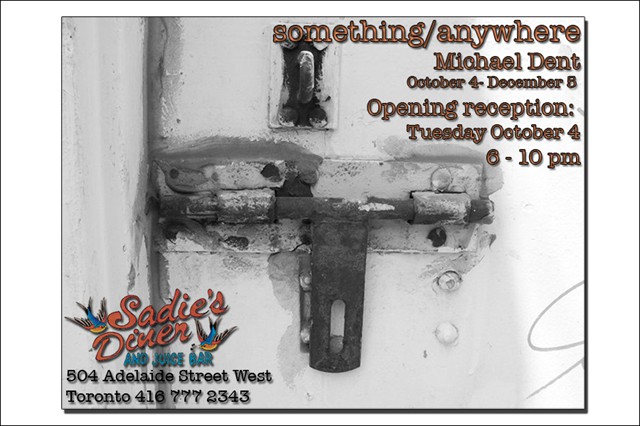 something/anywhere
Michael Dent
October 4- December 5
Opening reception:
Tuesday October 4
6 - 10 pm
Sadie's
Diner
AND JUICE BAR
504 Adelaide Street West
Toronto 416 777 2343